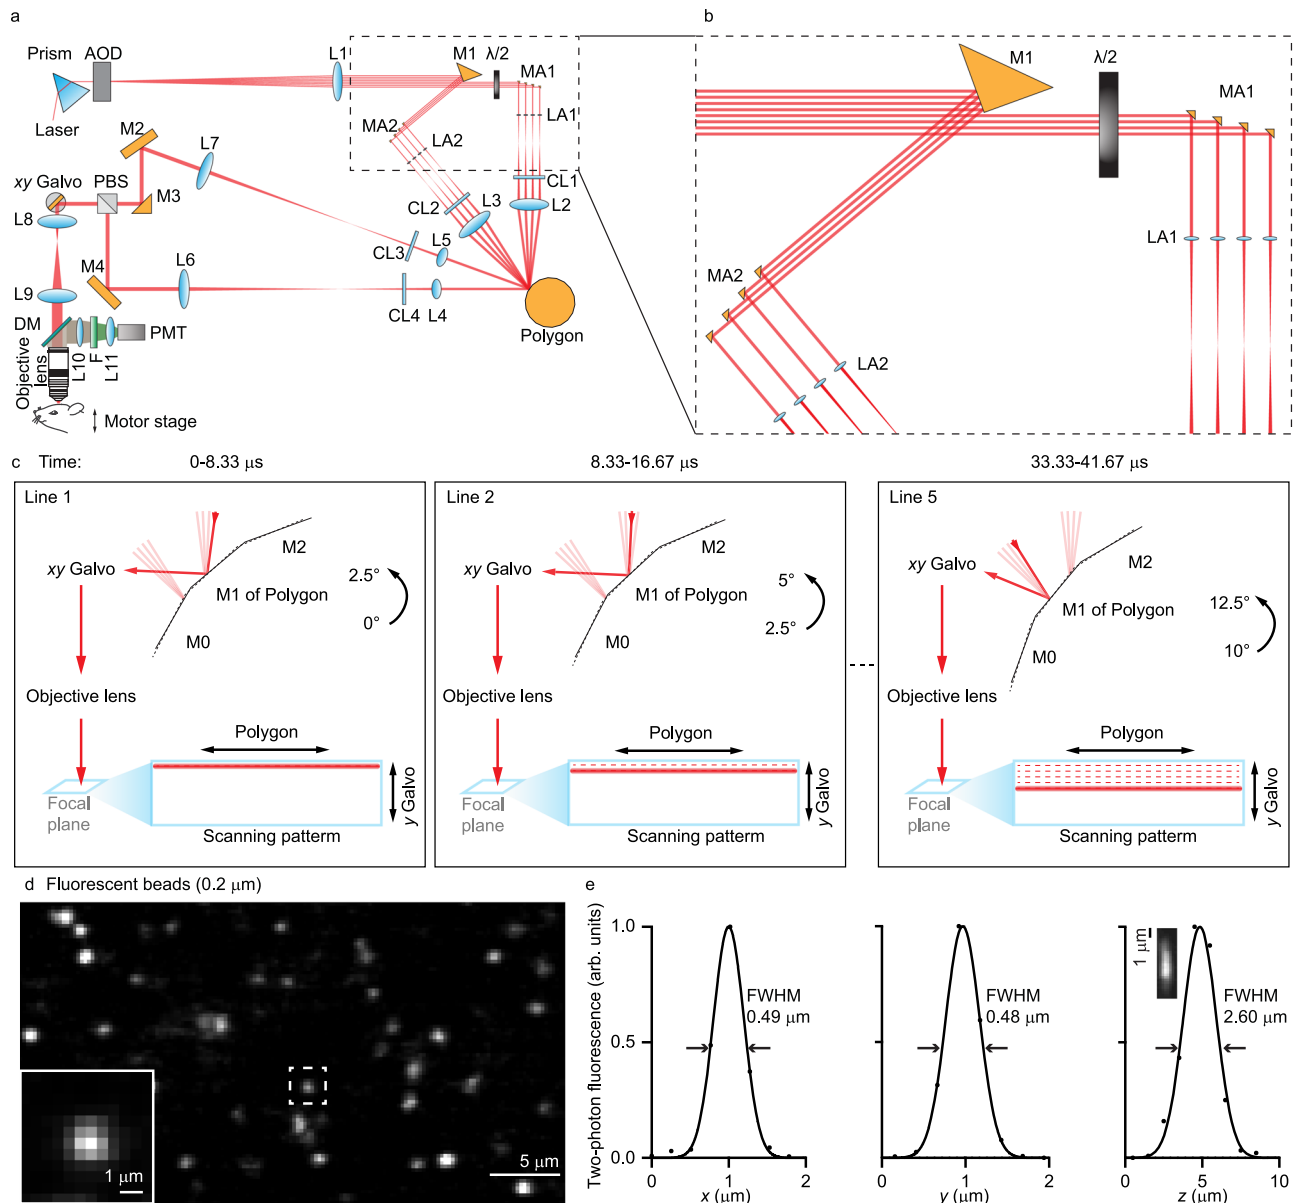 a
Prism
AOD
L1
M1
λ/2
MA1
LA1
Laser
M2
L7
MA2
LA2
xy Galvo
PBS
M3
CL1
L2
L8
CL2
L3
CL3
L5
M4
L6
L9
CL4
L4
Polygon
DM
PMT
Objective
lens
L10
F
L11
Motor stage
b
M1
λ/2
MA1
LA1
MA2
LA2
c Time:
0-8.33 μs
8.33-16.67 μs
33.33-41.67 μs
Line 1
M2
xy Galvo
2.5°
M1 of Polygon
0°
M0
Objective lens
Polygon
y Galvo
Focal
plane
Scanning patterm
Line 2
M2
xy Galvo
5°
M1 of Polygon
2.5°
M0
Objective lens
Polygon
y Galvo
Focal
plane
Scanning patterm
Line 5
M2
xy Galvo
12.5°
M1 of Polygon
10°
M0
Objective lens
Polygon
y Galvo
Focal
plane
Scanning patterm
d Fluorescent beads (0.2 μm)
1 μm
5 μm
e
Two-photon fluorescence (arb. units)
1.0
0.5
0.0
FWHM
0.49 μm
0 1 2
x (μm)
FWHM
0.48 μm
0 1 2
y (μm)
1 μm
FWHM
2.60 μm
0 5 10
z (μm)